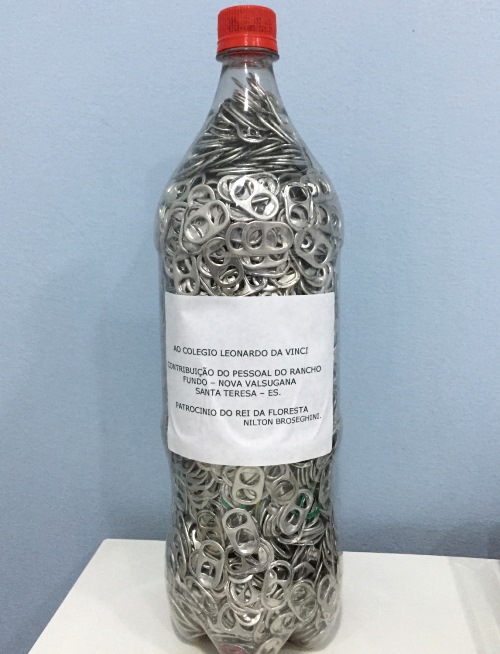 AO COLEGIO LEONARDO DA VINCI
CONTRIBUIÇÃO DO PESSOAL DO RANCHO
FUNDO – NOVA VALSUGANA
SANTA TERESA – ES.
PATROCINIO DO REI DA FLORESTA
NILTON BROSEGHINI.